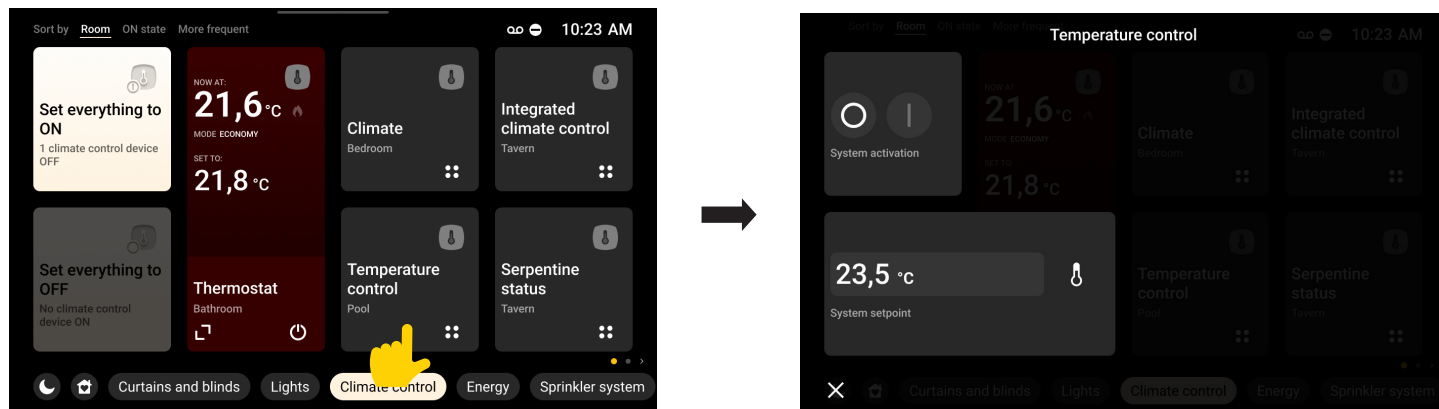 Sort by Room ON state More frequent
10:23 AM
Set everything to
ON
1 climate control device
OFF
NOW AT:
21,6 °C
MODE ECONOMY
SET TO:
21,8 °C
Thermostat
Bathroom
Climate
Bedroom
Integrated
climate control
Tavern
Set everything to
OFF
No climate control
device ON
Temperature
control
Pool
Serpentine
status
Tavern
Curtains and blinds
Lights
Climate control
Energy
Sprinkler system
Sort by Room ON state More frequent
Temperature control
10:23 AM
System activation
NOW AT:
21,6 °C
MODE ECONOMY
SET TO:
21,8 °C
Climate
Bedroom
Integrated
climate control
Tavern
23,5 °C
System setpoint
Temperature
control
Pool
Serpentine
status
Tavern
Curtains and blinds
Lights
Climate control
Energy
Sprinkler system